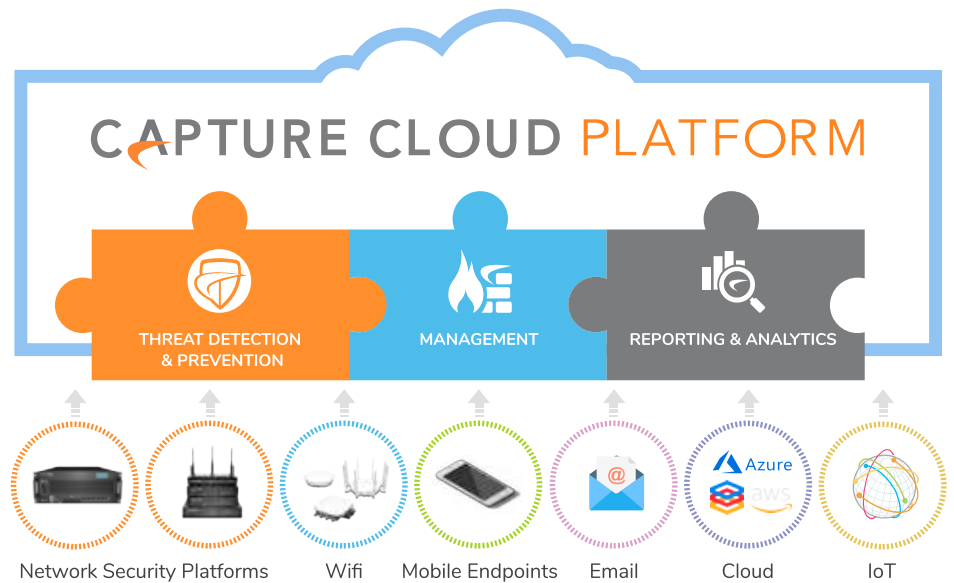 CAPTURE CLOUD PLATFORM
THREAT DETECTION
& PREVENTION
MANAGEMENT
REPORTING & ANALYTICS
@
Azure
aws
Network Security Platforms
Wifi
Mobile Endpoints
Email
Cloud
IoT